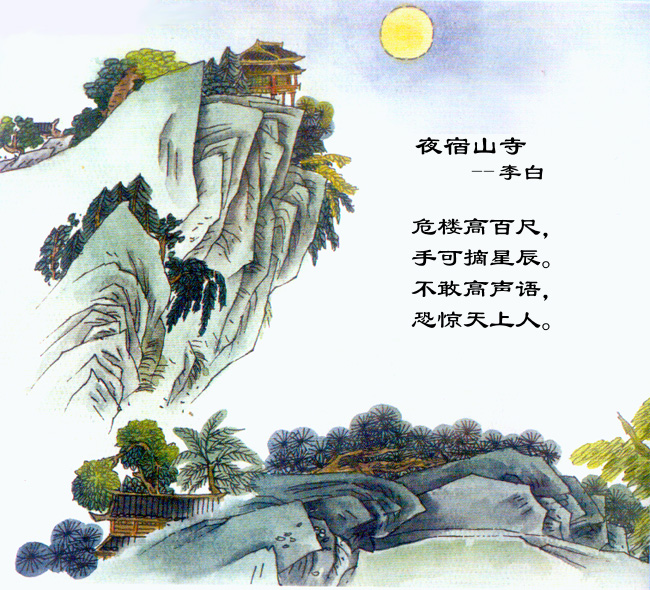 夜宿山寺
--李白
危楼高百尺，
手可摘星辰。
不敢高声语，
恐惊天上人。